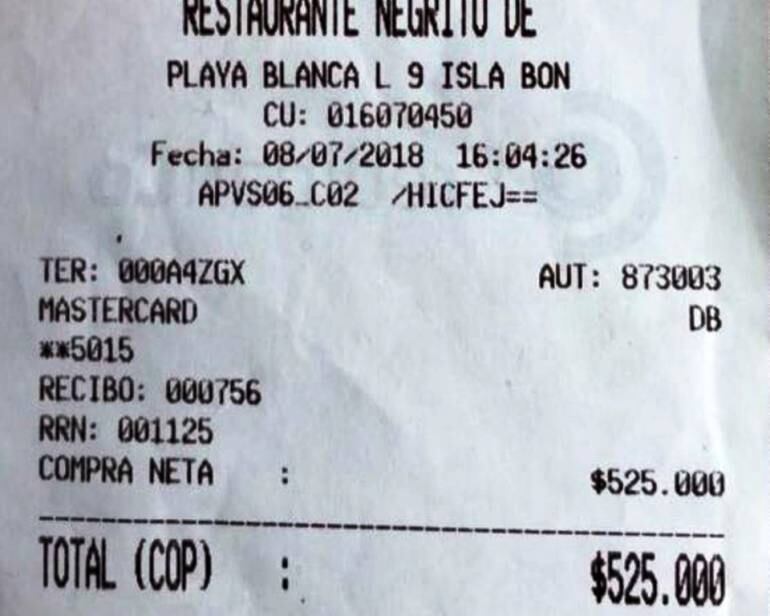 RESTAURANTE NEGRITO DE
PLAYA BLANCA L 9 ISLA BON
CU: 016070450
Fecha: 08/07/2018 16:04:26
APVS06_C02 /HICFEJ==
TER: 000A4ZGX AUT: 873003
MASTERCARD DB
**5015
RECIBO: 000756
RRN: 001125
COMPRA NETA : $525.000
TOTAL (COP) : $525.000